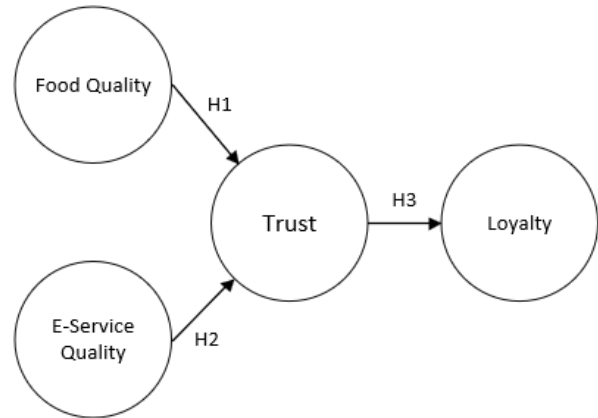 Food Quality
H1
Trust
H3
Loyalty
E-Service
Quality
H2